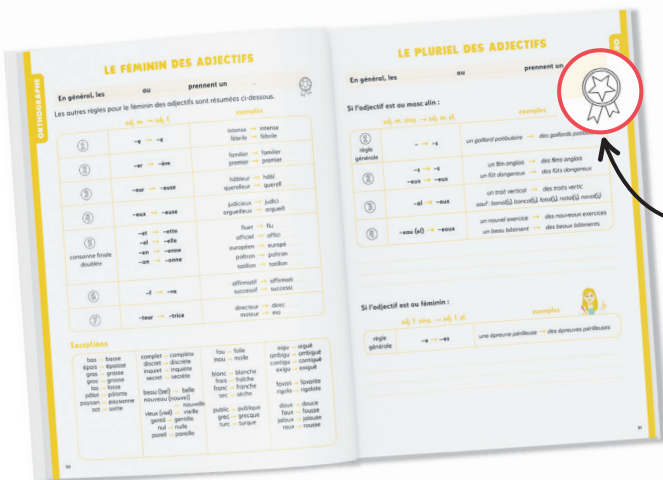 ORTHOGRAPHE
LE FÉMININ DES ADJECTIFS
En général, les au prennent un .
Les autres règles pour le féminin des adjectifs sont résumées ci-dessous.
adj. m. → adj. f. exemples
① –e → –e intense → intense
fébrile → fébrile
② –er → –ère familier → familier
premier → premier
③ –eur → –euse hâbleur → hâbl
querelleur → querell
④ –eux → –euse judicieux → judici
orgueilleux → orgueill
⑤ consonne finale doublée
–et → –ette fluet → flu
–el → –elle officiel → offici
–en → –enne européen → europé
–on → –onne poltron → poltron
tatillon → tatillon
⑥ –f → –ve affirmatif → affirmati
successif → successi
⑦ –teur → –trice directeur → direc
moteur → mo
Exceptions
bas → basse
épais → épaisse
gras → grasse
gros → grosse
las → lasse
pâlot → pâlotte
paysan → paysanne
sot → sotte
complet → complète
discret → discrète
inquiet → inquiète
secret → secrète
beau (bel) → belle
nouveau (nouvel) → nouvelle
vieux (vieil) → vieille
gentil → gentille
nul → nulle
pareil → pareille
fou → folle
mou → molle
blanc → blanche
frais → fraîche
franc → franche
sec → sèche
public → publique
grec → grecque
turc → turque
aigu → aiguë
ambigu → ambiguë
contigu → contiguë
exigu → exiguë
favori → favorite
rigolo → rigolote
doux → douce
faux → fausse
jaloux → jalouse
roux → rousse
LE PLURIEL DES ADJECTIFS
En général, les au prennent un
Si l'adjectif est au masc alin :
adj. m. sing. → adj. m. pl. exemples
① règle générale – → –s un gaillard patibulaire → des gaillards patibul
② –s → –s un film anglais → des films anglais
–eux → –eux un fût dangereux → des fûts dangereux
③ –al → –aux un trait vertical → des traits vertic
sauf : banal(s), bancal(s), fatal(s), natal(s), naval(s)
④ –eau (el) → –eaux un nouvel exercice → des nouveaux exercices
un beau bâtiment → des beaux bâtiments
Si l'adjectif est au féminin :
adj. f. sing. → adj. f. pl. exemples
règle générale –e → –es une épreuve périlleuse → des épreuves périlleuses